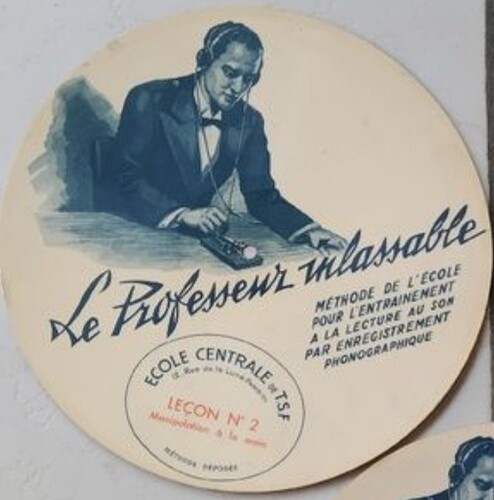 Le Professeur inlassable
MÉTHODE DE L'ÉCOLE
POUR L'ENTRAINEMENT
A LA LECTURE AU SON
PAR ENREGISTREMENT
PHONOGRAPHIQUE
ECOLE CENTRALE DE T.S.F
12, Rue de la Lune-Paris
LEÇON N° 2
Manipulation à la main
MÉTHODE DÉPOSÉE